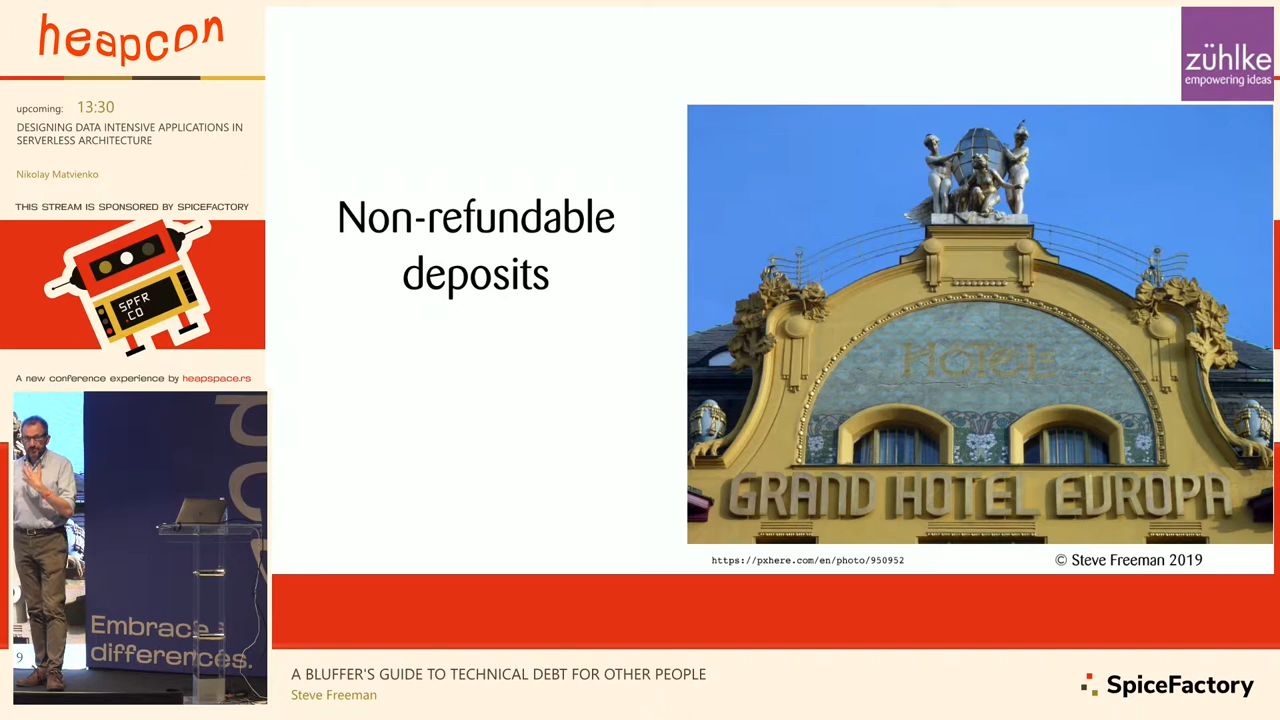 heapcon
upcoming: 13:30
DESIGNING DATA INTENSIVE APPLICATIONS IN
SERVERLESS ARCHITECTURE
Nikolay Matvienko
THIS STREAM IS SPONSORED BY SPICEFACTORY
SPFR
.CO
A new conference experience by heapspace.rs
Embrace
differences.
9
zühlke
empowering ideas
Non-refundable
deposits
HOTEL
GRAND HOTEL EVROPA
https://pxhere.com/en/photo/950952
© Steve Freeman 2019
A BLUFFER'S GUIDE TO TECHNICAL DEBT FOR OTHER PEOPLE
Steve Freeman
SpiceFactory